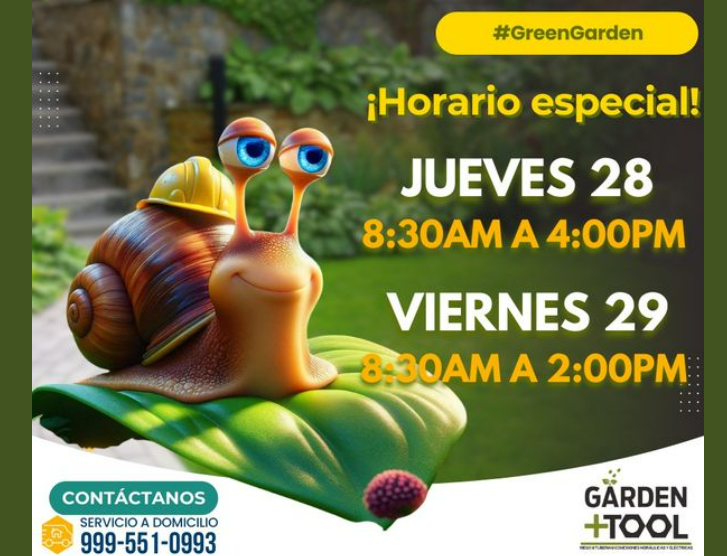 #GreenGarden
¡Horario especial!
JUEVES 28
8:30AM A 4:00PM
VIERNES 29
8:30AM A 2:00PM
CONTÁCTANOS
SERVICIO A DOMICILIO
999-551-0993
GARDEN
+TOOL